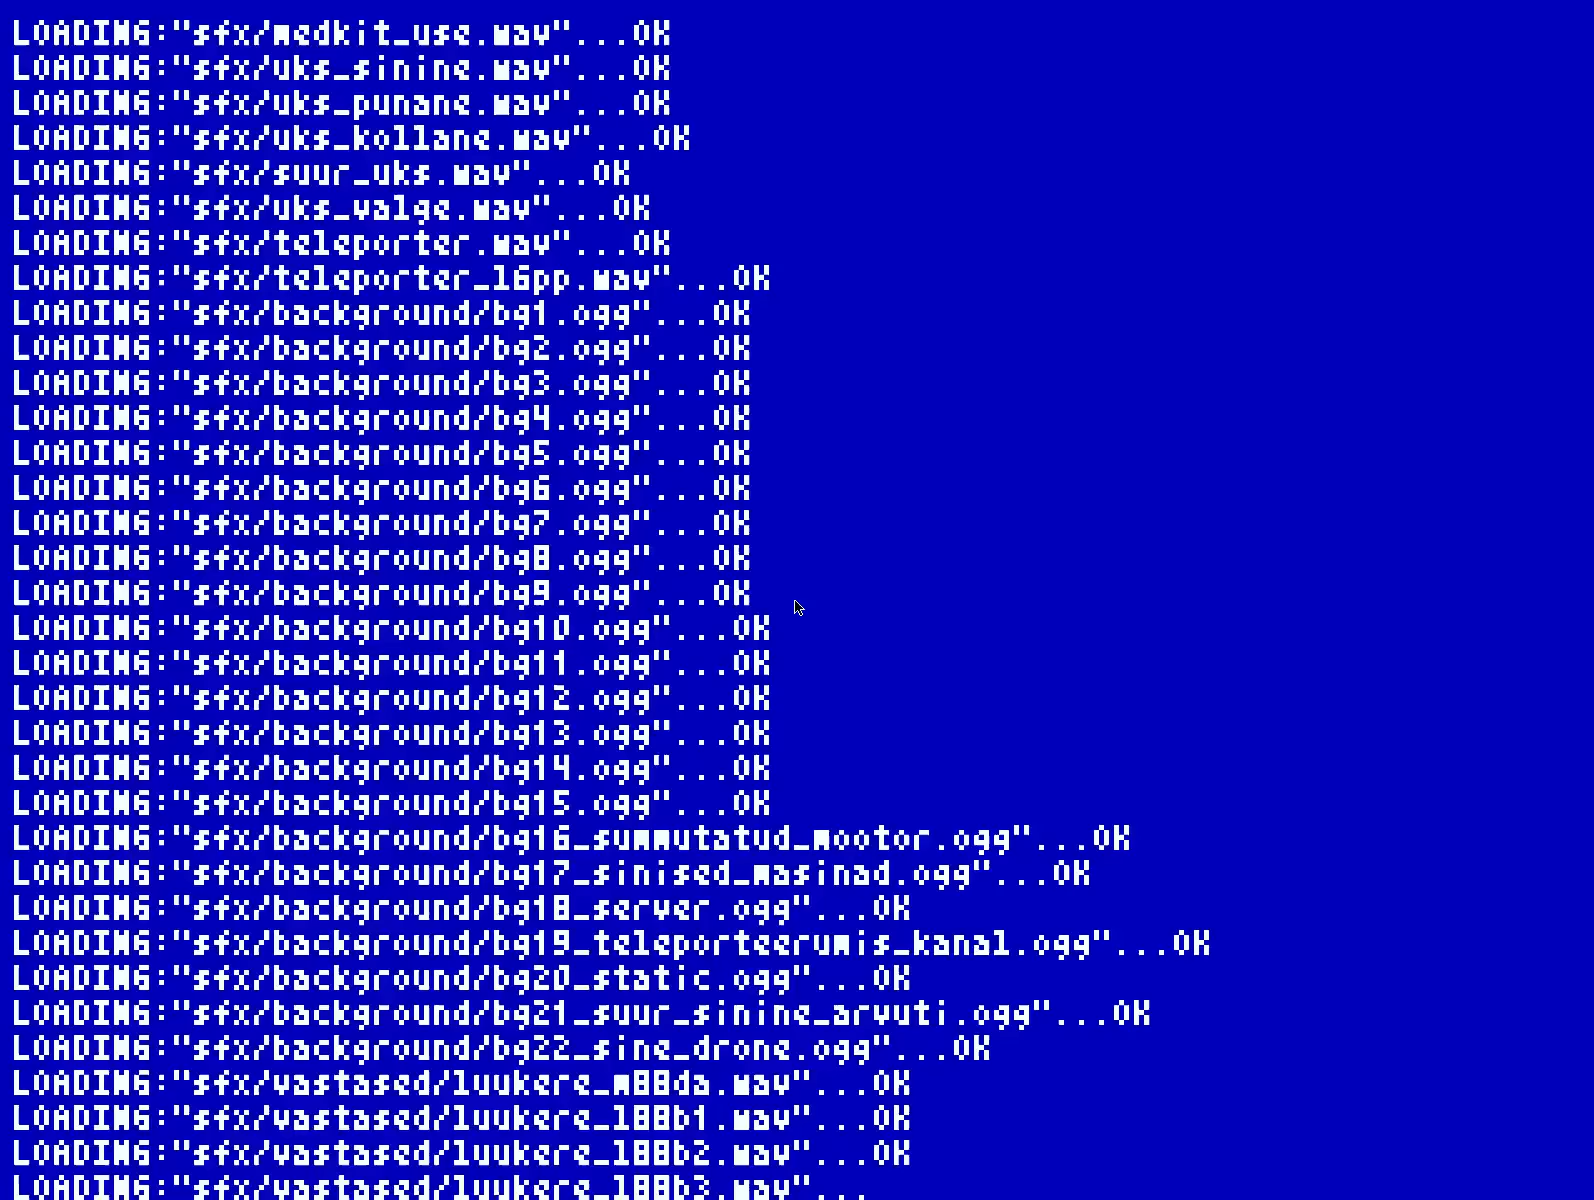 LOADING:"sfx/medkit_use.wav"...OK
LOADING:"sfx/uks_sinine.wav"...OK
LOADING:"sfx/uks_punane.wav"...OK
LOADING:"sfx/uks_kollane.wav"...OK
LOADING:"sfx/suur_uks.wav"...OK
LOADING:"sfx/uks_valge.wav"...OK
LOADING:"sfx/teleporter.wav"...OK
LOADING:"sfx/teleporter_l6pp.wav"...OK
LOADING:"sfx/background/bg1.ogg"...OK
LOADING:"sfx/background/bg2.ogg"...OK
LOADING:"sfx/background/bg3.ogg"...OK
LOADING:"sfx/background/bg4.ogg"...OK
LOADING:"sfx/background/bg5.ogg"...OK
LOADING:"sfx/background/bg6.ogg"...OK
LOADING:"sfx/background/bg7.ogg"...OK
LOADING:"sfx/background/bg8.ogg"...OK
LOADING:"sfx/background/bg9.ogg"...OK
LOADING:"sfx/background/bg10.ogg"...OK
LOADING:"sfx/background/bg11.ogg"...OK
LOADING:"sfx/background/bg12.ogg"...OK
LOADING:"sfx/background/bg13.ogg"...OK
LOADING:"sfx/background/bg14.ogg"...OK
LOADING:"sfx/background/bg15.ogg"...OK
LOADING:"sfx/background/bg16_summutatud_mootor.ogg"...OK
LOADING:"sfx/background/bg17_sinised_masinad.ogg"...OK
LOADING:"sfx/background/bg18_server.ogg"...OK
LOADING:"sfx/background/bg19_teleporteerumis_kanal.ogg"...OK
LOADING:"sfx/background/bg20_static.ogg"...OK
LOADING:"sfx/background/bg21_suur_sinine_arvuti.ogg"...OK
LOADING:"sfx/background/bg22_sine_drone.ogg"...OK
LOADING:"sfx/vastased/luukere_m88da.wav"...OK
LOADING:"sfx/vastased/luukere_l88b1.wav"...OK
LOADING:"sfx/vastased/luukere_l88b2.wav"...OK
LOADING:"sfx/vastased/luukere_l88b3.wav"...